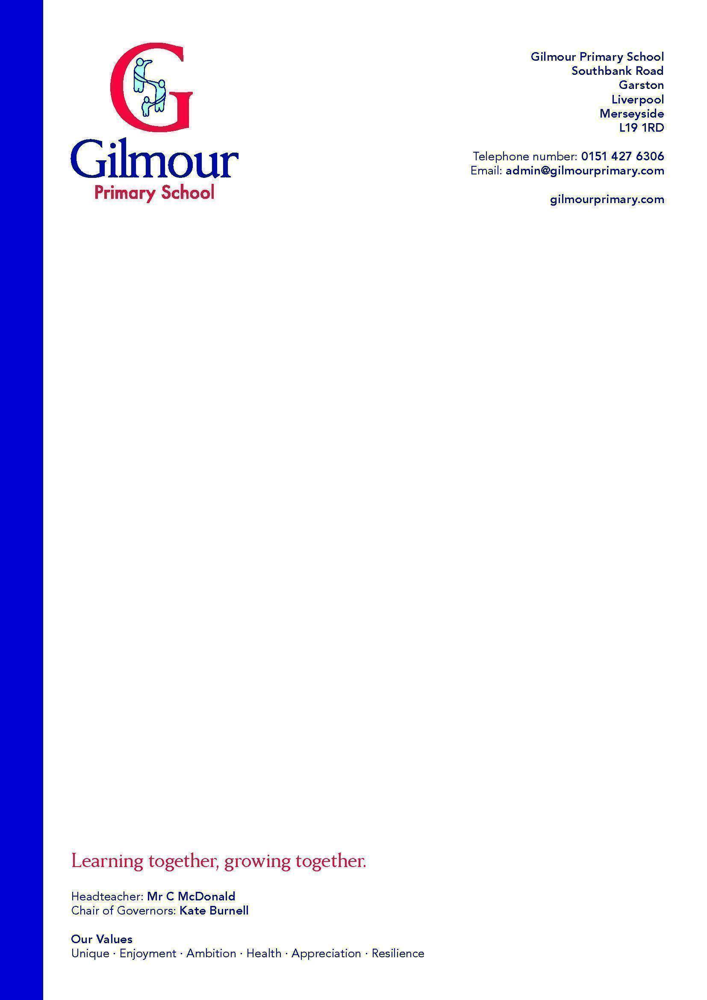 G
Gilmour
Primary School
Gilmour Primary School
Southbank Road
Garston
Liverpool
Merseyside
L19 1RD
Telephone number: 0151 427 6306
Email: admin@gilmourprimary.com
gilmourprimary.com
Learning together, growing together.
Headteacher: Mr C McDonald
Chair of Governors: Kate Burnell
Our Values
Unique · Enjoyment · Ambition · Health · Appreciation · Resilience